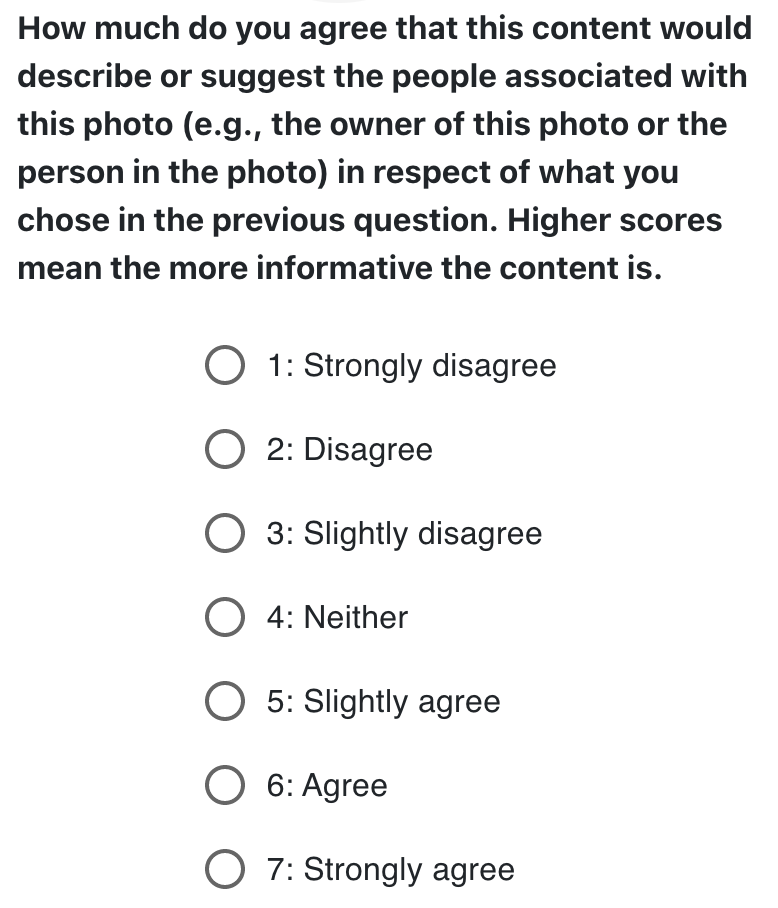 How much do you agree that this content would
describe or suggest the people associated with
this photo (e.g., the owner of this photo or the
person in the photo) in respect of what you
chose in the previous question. Higher scores
mean the more informative the content is.
1: Strongly disagree
2: Disagree
3: Slightly disagree
4: Neither
5: Slightly agree
6: Agree
7: Strongly agree